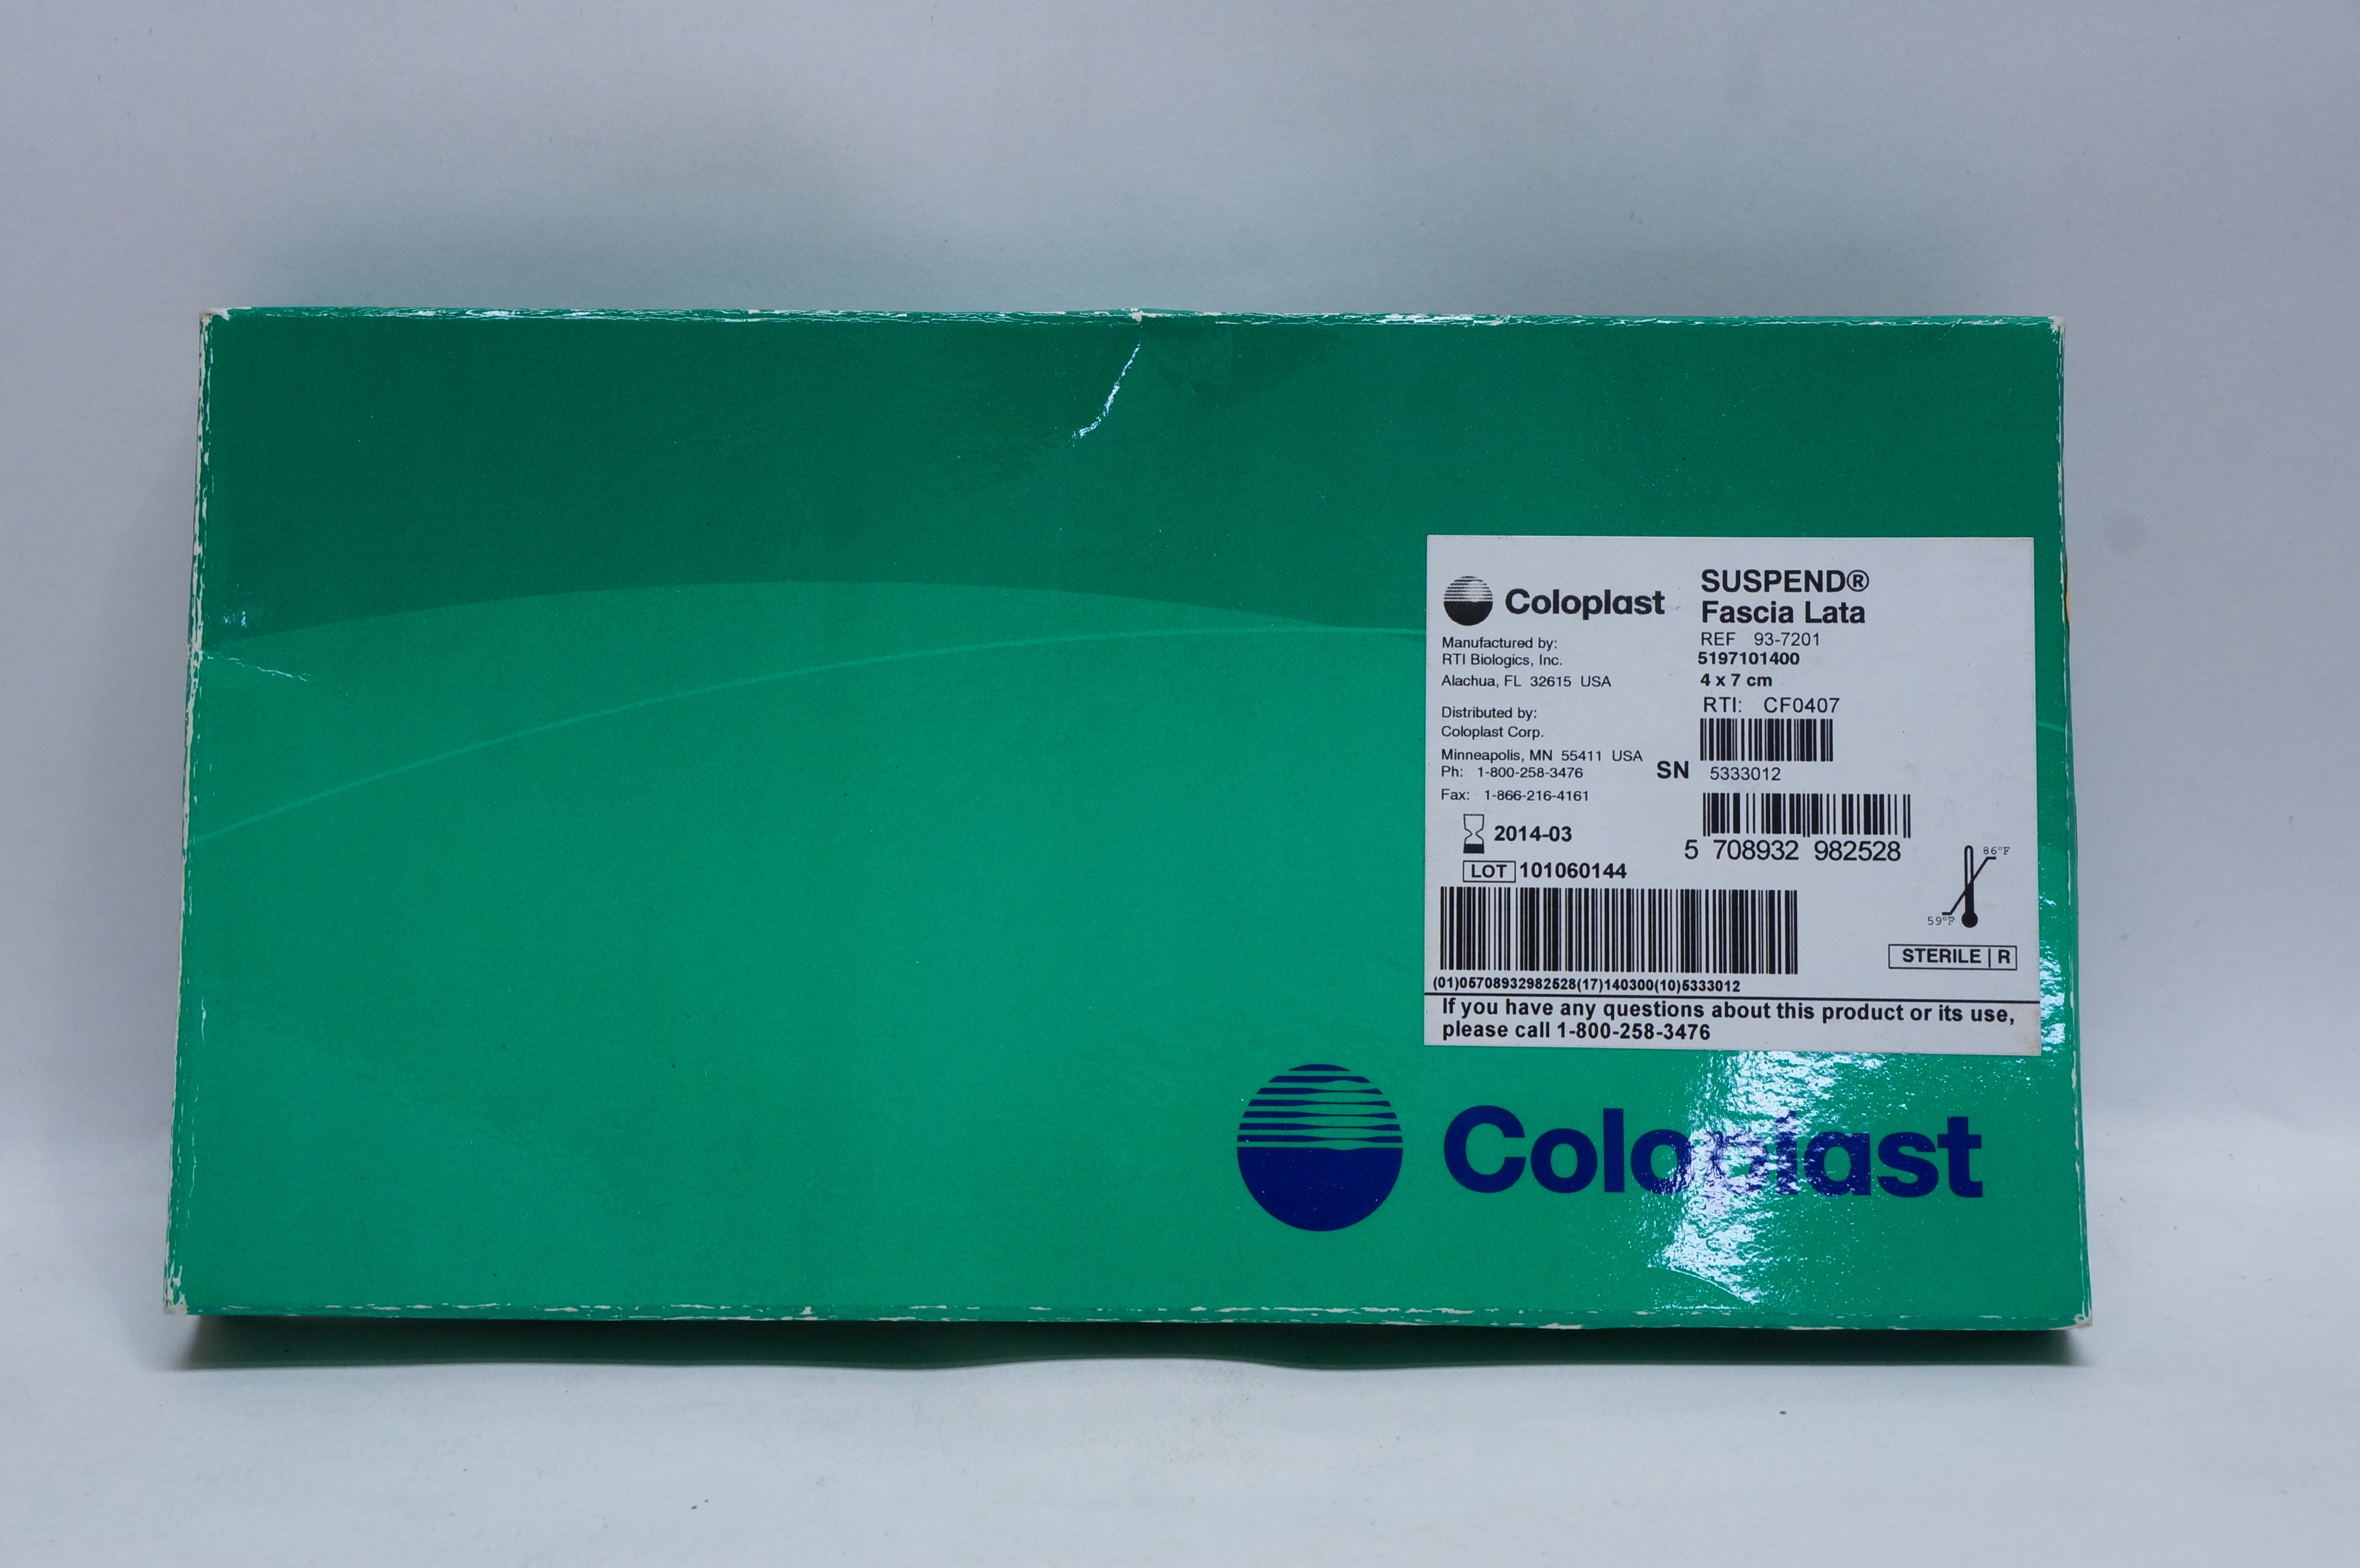 Coloplast
SUSPEND®
Fascia Lata
Manufactured by:
RTI Biologics, Inc.
Alachua, FL 32615 USA
REF 93-7201
5197101400
4 x 7 cm
RTI: CF0407
Distributed by:
Coloplast Corp.
Minneapolis, MN 55411 USA
Ph: 1-800-258-3476
Fax: 1-866-216-4161
SN 5333012
2014-03
5 708932 982528
LOT 101060144
86°F
59°F
STERILE R
(01)05708932982528(17)140300(10)5333012
If you have any questions about this product or its use,
please call 1-800-258-3476
Coloplast